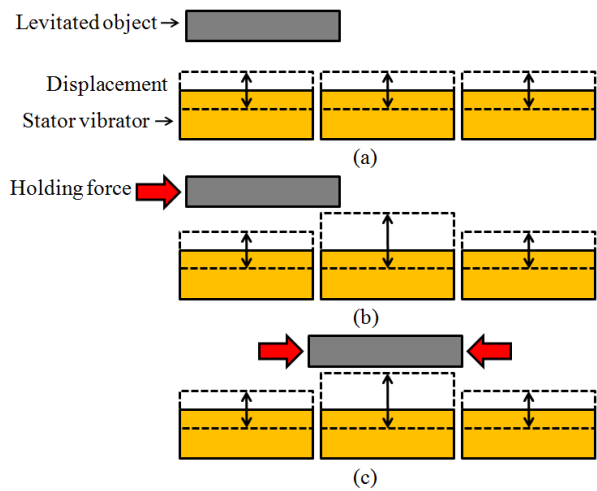 Levitated object
Displacement
Stator vibrator
(a)
Holding force
(b)
(c)